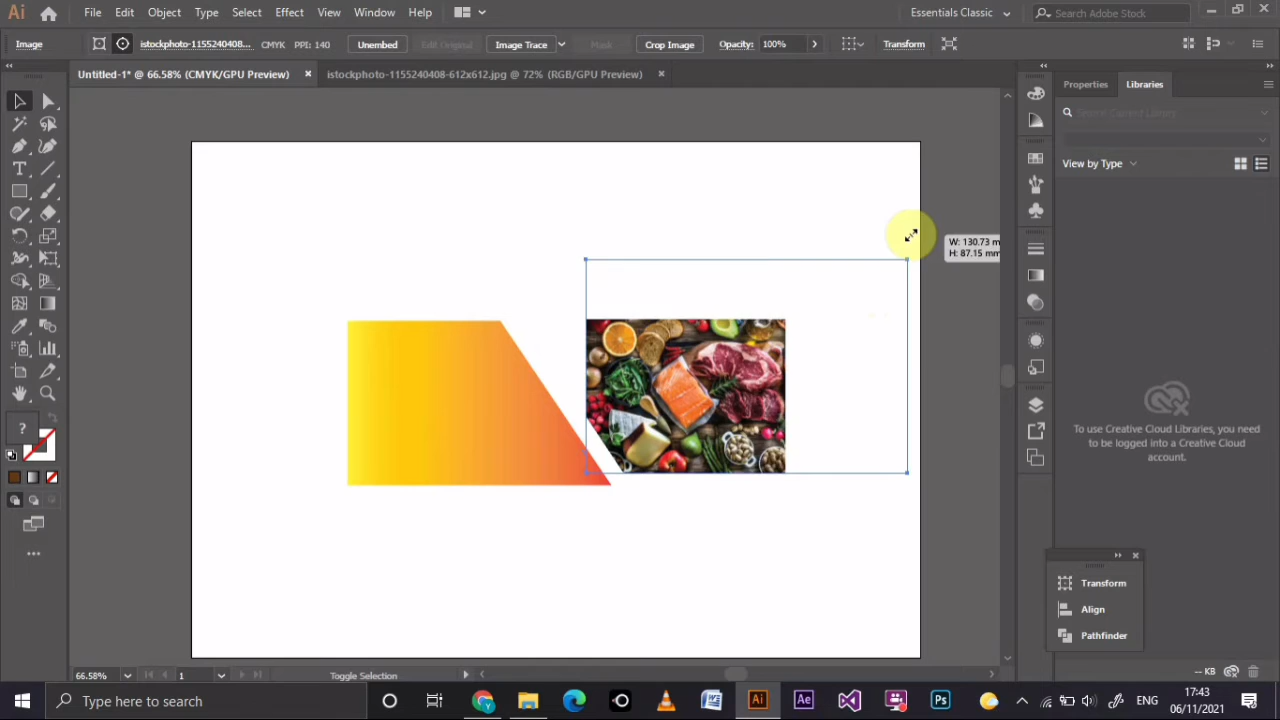 Ai File Edit Object Type Select Effect View Window Help Essentials Classic Search Adobe Stock
Image istockphoto-1155240408... CMYK PPI: 140 Unembed Edit Original Image Trace Mask Crop Image Opacity: 100% Transform
Untitled-1* @ 66.58% (CMYK/GPU Preview) × istockphoto-1155240408-612x612.jpg @ 72% (RGB/GPU Preview) ×
Properties Libraries
Search Current Library
View by Type
W: 130.73 m
H: 87.15 mm
To use Creative Cloud Libraries, you need
to be logged into a Creative Cloud
account.
?
Transform
Align
Pathfinder
66.58% 1 Toggle Selection
-- KB
Type here to search
Y
W
Ai
Ae
Ps
ENG
17:43
06/11/2021